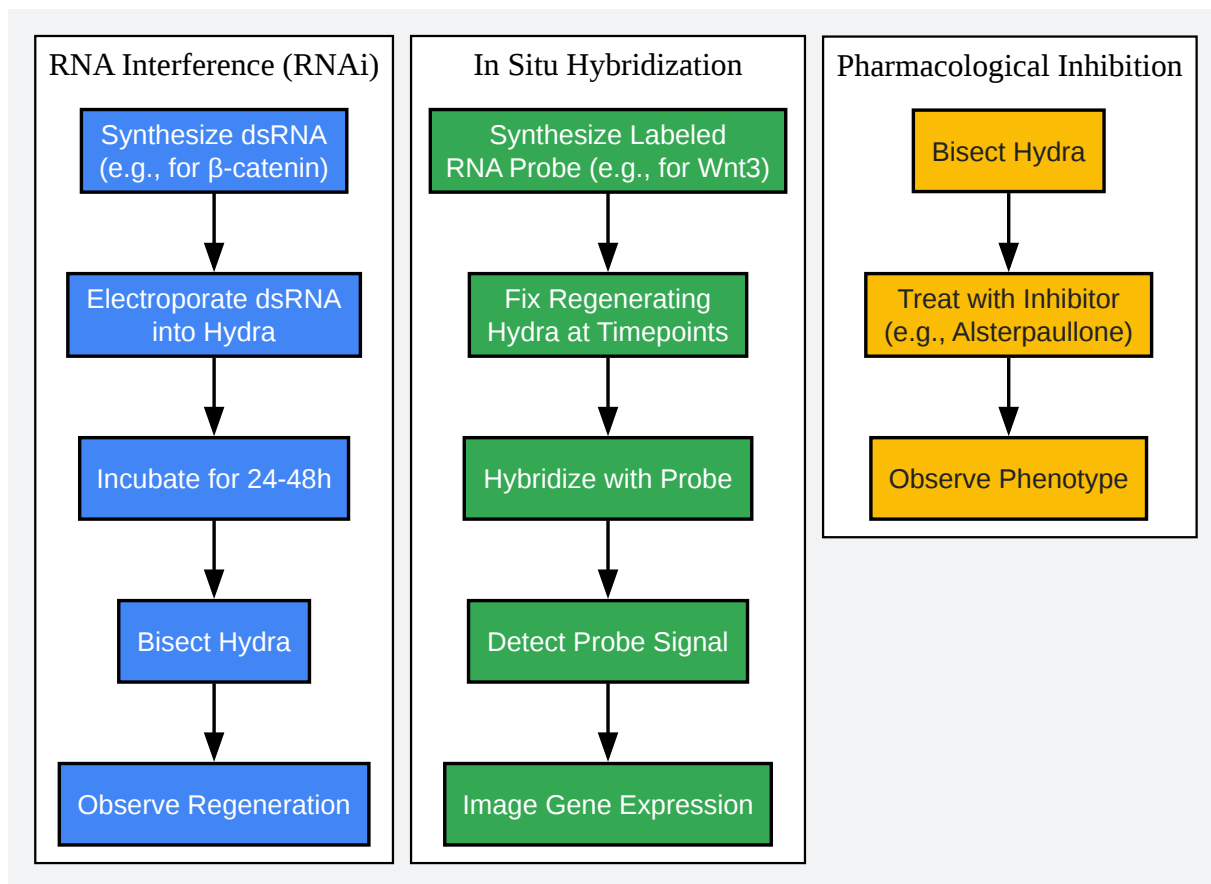 RNA Interference (RNAi)
Synthesize dsRNA
(e.g., for β-catenin)
Electroporate dsRNA
into Hydra
Incubate for 24-48h
Bisect Hydra
Observe Regeneration
In Situ Hybridization
Synthesize Labeled
RNA Probe (e.g., for Wnt3)
Fix Regenerating
Hydra at Timepoints
Hybridize with Probe
Detect Probe Signal
Image Gene Expression
Pharmacological Inhibition
Bisect Hydra
Treat with Inhibitor
(e.g., Alsterpaullone)
Observe Phenotype